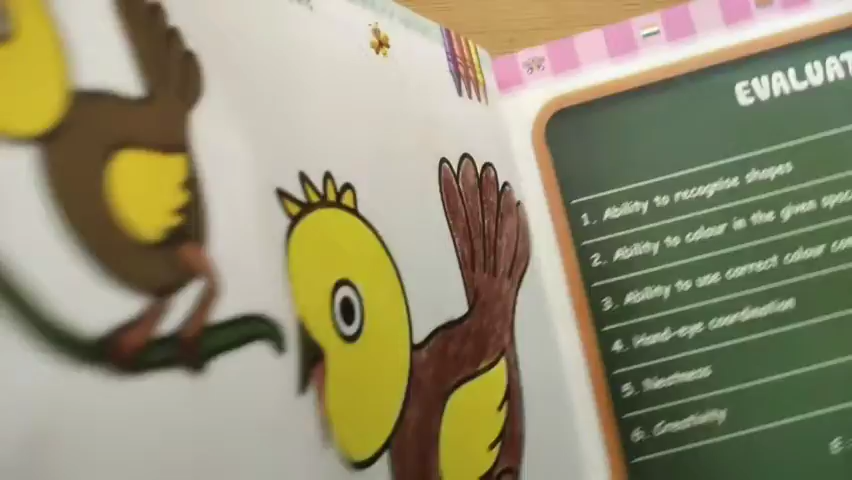 EVALUAT
1. Ability to recognise shapes
2. Ability to colour in the given spac
3. Ability to use correct colour com
4. Hand-eye coordination
5. Neatness
6. Creativity
E